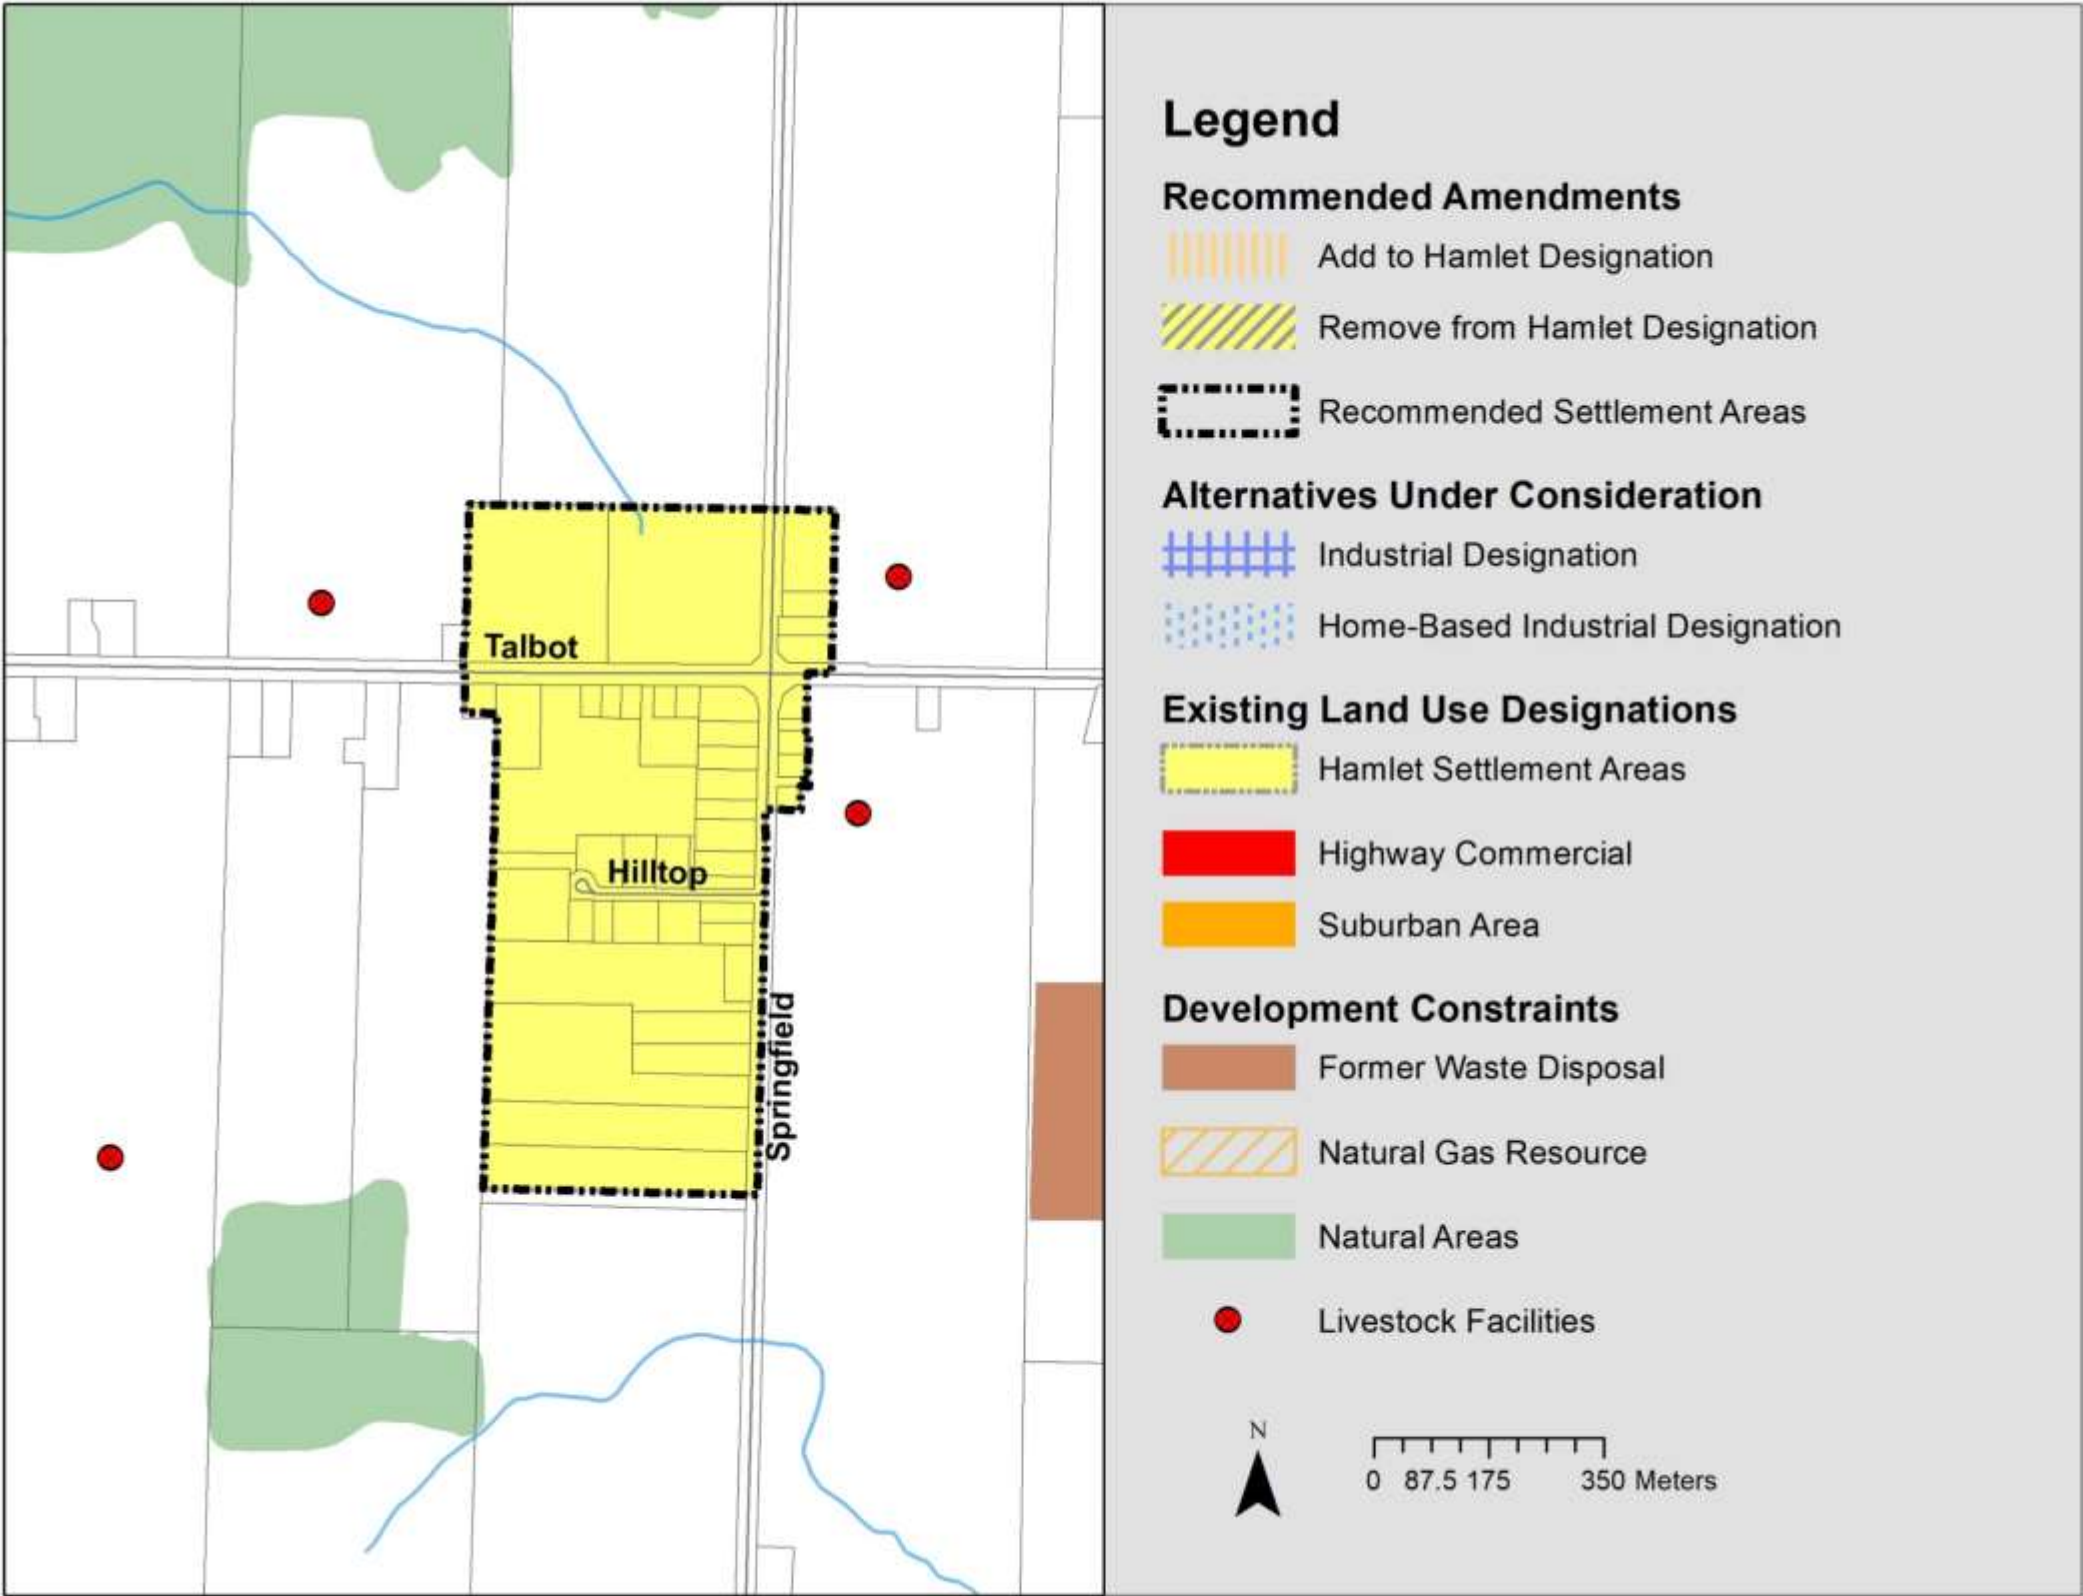 Talbot
Hilltop
Springfield
Legend
Recommended Amendments
Add to Hamlet Designation
Remove from Hamlet Designation
Recommended Settlement Areas
Alternatives Under Consideration
Industrial Designation
Home-Based Industrial Designation
Existing Land Use Designations
Hamlet Settlement Areas
Highway Commercial
Suburban Area
Development Constraints
Former Waste Disposal
Natural Gas Resource
Natural Areas
Livestock Facilities
N
0 87.5 175 350 Meters